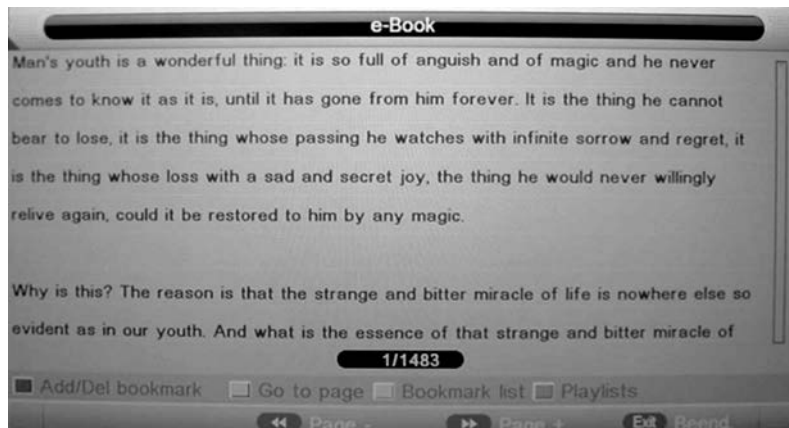 e-Book
Man's youth is a wonderful thing: it is so full of anguish and of magic and he never
comes to know it as it is, until it has gone from him forever. It is the thing he cannot
bear to lose, it is the thing whose passing he watches with infinite sorrow and regret, it
is the thing whose loss with a sad and secret joy, the thing he would never willingly
relive again, could it be restored to him by any magic.
Why is this? The reason is that the strange and bitter miracle of life is nowhere else so
evident as in our youth. And what is the essence of that strange and bitter miracle of
1/1483
Add/Del bookmark Go to page Bookmark list Playlists
Page - Page + Exit